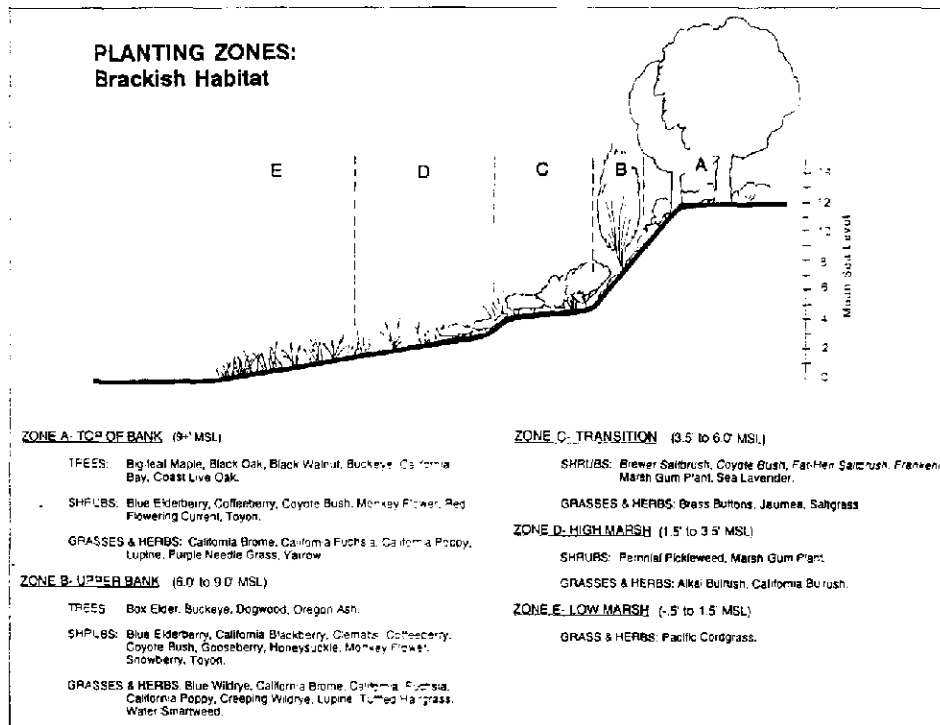 PLANTING ZONES:
Brackish Habitat
E D C B A
14
12
10
8
6
4
2
0
Mean Sea Level
ZONE A- TOP OF BANK (9+' MSL)
TREES: Big-leaf Maple, Black Oak, Black Walnut, Buckeye, California
Bay, Coast Live Oak.
SHRUBS: Blue Elderberry, Coffeeberry, Coyote Bush, Monkey Flower, Red
Flowering Current, Toyon.
GRASSES & HERBS: California Brome, California Fuchsia, California Poppy,
Lupine, Purple Needle Grass, Yarrow
ZONE B- UPPER BANK (6.0' to 9.0' MSL)
TREES Box Elder, Buckeye, Dogwood, Oregon Ash.
SHRUBS: Blue Elderberry, California Blackberry, Clematis, Coffeeberry,
Coyote Bush, Gooseberry, Honeysuckle, Monkey Flower,
Snowberry, Toyon.
GRASSES & HERBS: Blue Wildrye, California Brome, California Fuchsia,
California Poppy, Creeping Wildrye, Lupine, Tufted Hairgrass,
Water Smartweed.
ZONE C- TRANSITION (3.5' to 6.0' MSL)
SHRUBS: Brewer Saltbrush, Coyote Bush, Fat-Hen Saltbrush, Franken
Marsh Gum Plant, Sea Lavender.
GRASSES & HERBS: Brass Buttons, Jaumea, Saltgrass
ZONE D- HIGH MARSH (1.5' to 3.5' MSL)
SHRUBS: Pernnial Pickleweed, Marsh Gum Plant.
GRASSES & HERBS: Alkai Bulrush, California Bulrush.
ZONE E- LOW MARSH (-.5' to 1.5' MSL)
GRASS & HERBS: Pacific Cordgrass.